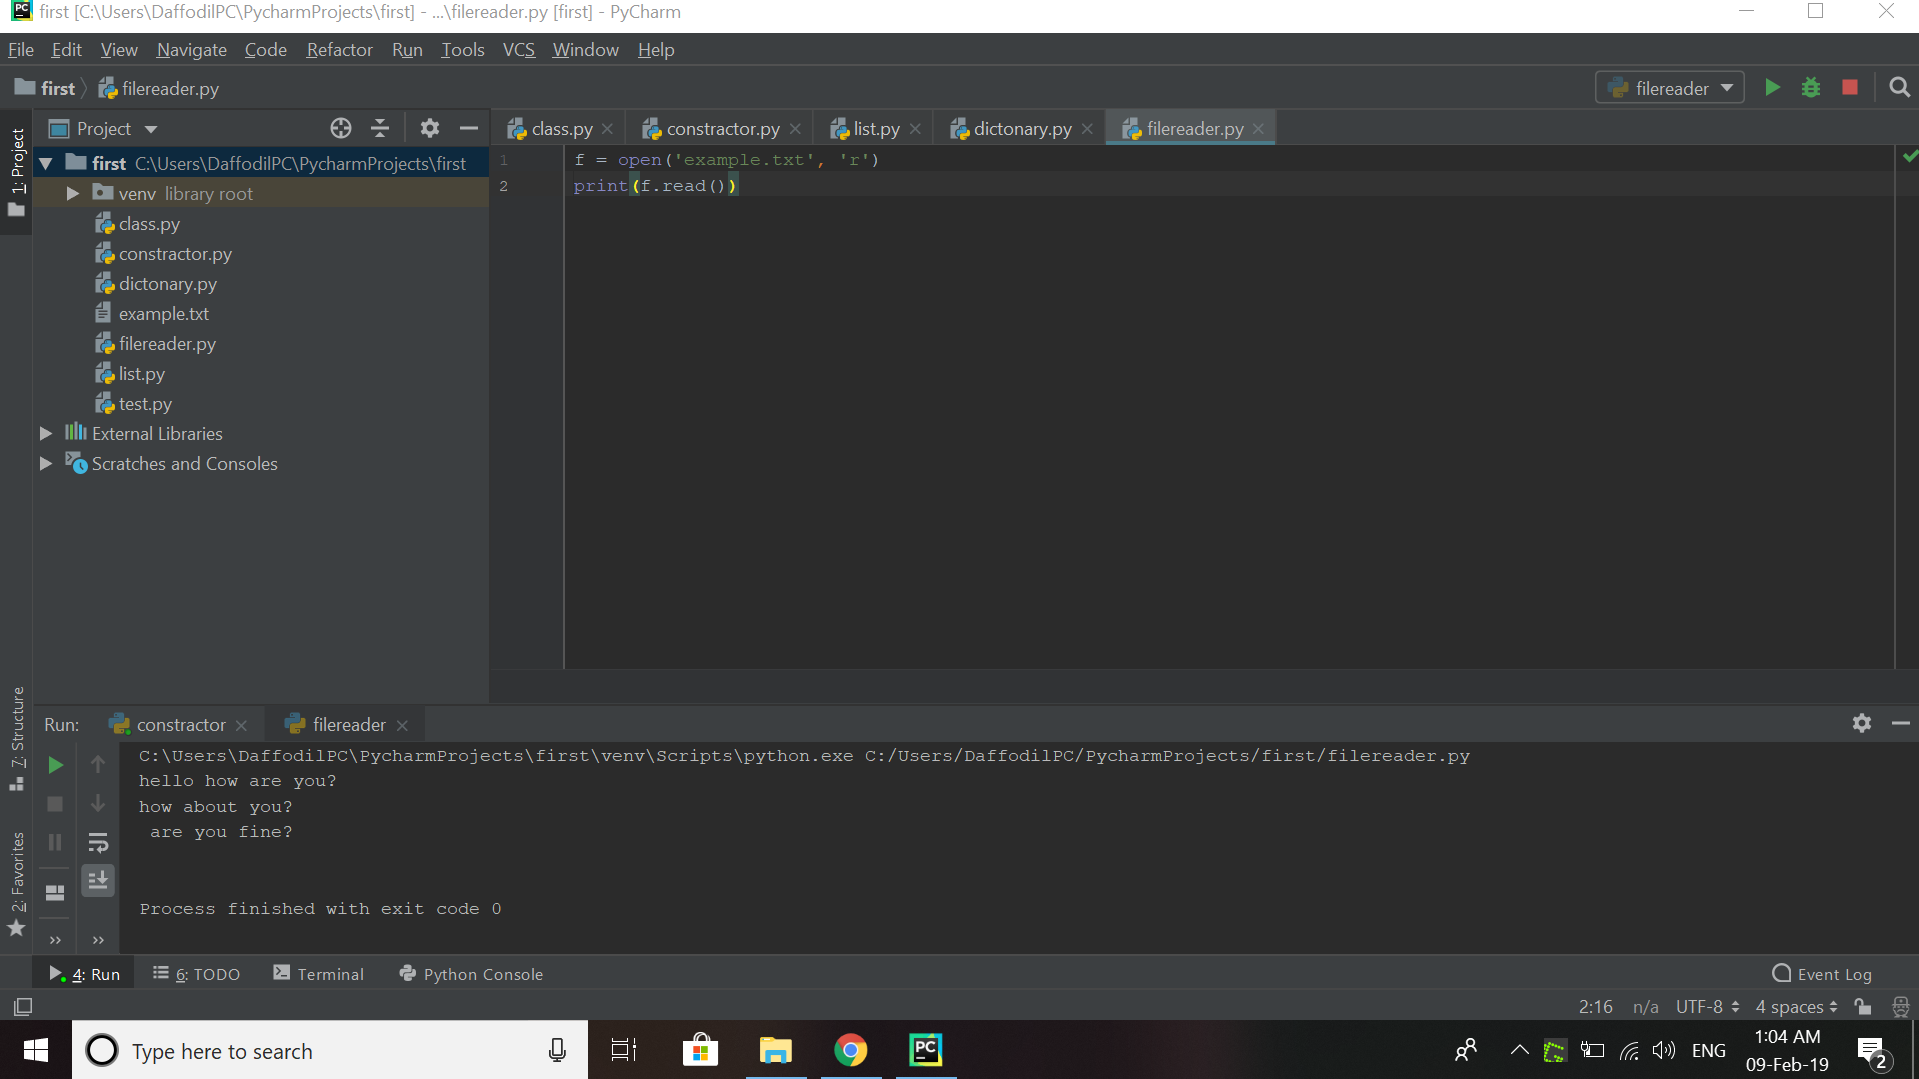 first [C:\Users\DaffodilPC\PycharmProjects\first] - ...\filereader.py [first] - PyCharm
File Edit View Navigate Code Refactor Run Tools VCS Window Help
first filereader.py
filereader
1: Project
Project
class.py constractor.py list.py dictonary.py filereader.py
first C:\Users\DaffodilPC\PycharmProjects\first
venv library root
class.py
constractor.py
dictonary.py
example.txt
filereader.py
list.py
test.py
External Libraries
Scratches and Consoles
1 f = open('example.txt', 'r')
2 print(f.read())
7: Structure
2: Favorites
Run: constractor filereader
C:\Users\DaffodilPC\PycharmProjects\first\venv\Scripts\python.exe C:/Users/DaffodilPC/PycharmProjects/first/filereader.py
hello how are you?
how about you?
 are you fine?
Process finished with exit code 0
4: Run 6: TODO Terminal Python Console Event Log
2:16 n/a UTF-8 4 spaces
Type here to search
PC
ENG
1:04 AM
09-Feb-19
2